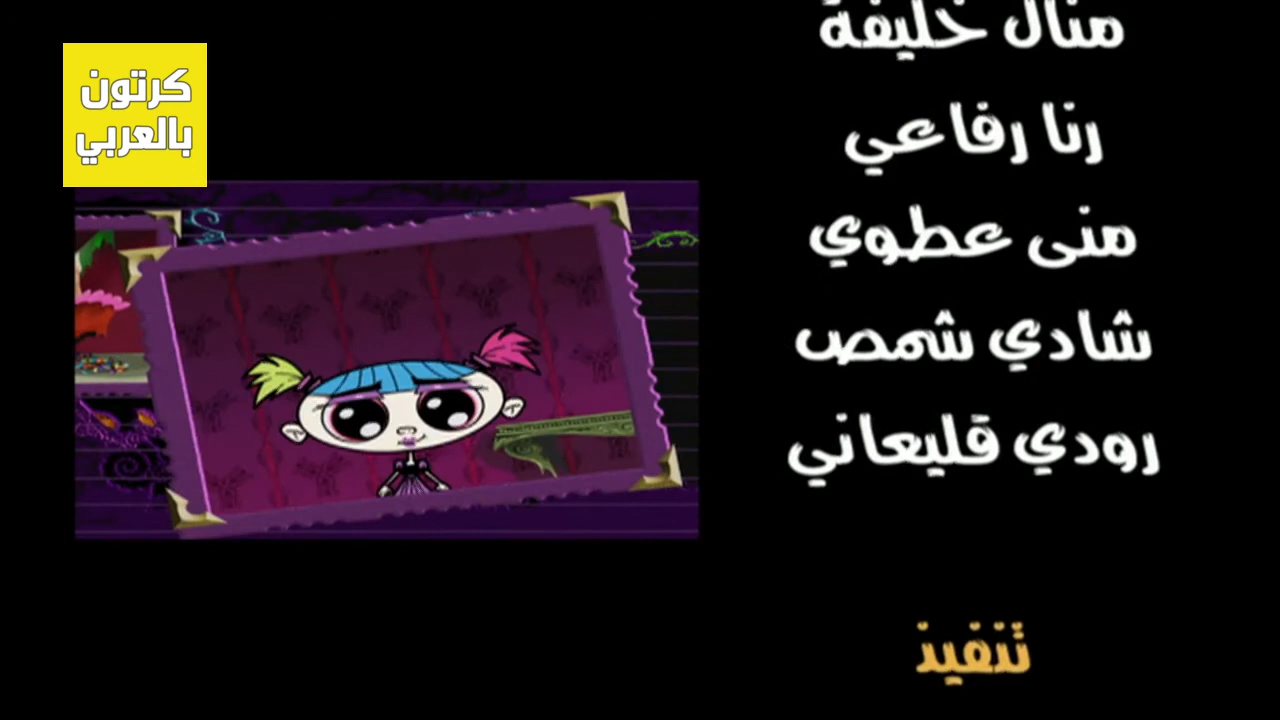 كرتون
بالعربي
منال خليفة
رنا رفاعي
منى عطوي
شادي شمص
رودي قليعاني
تنفيذ